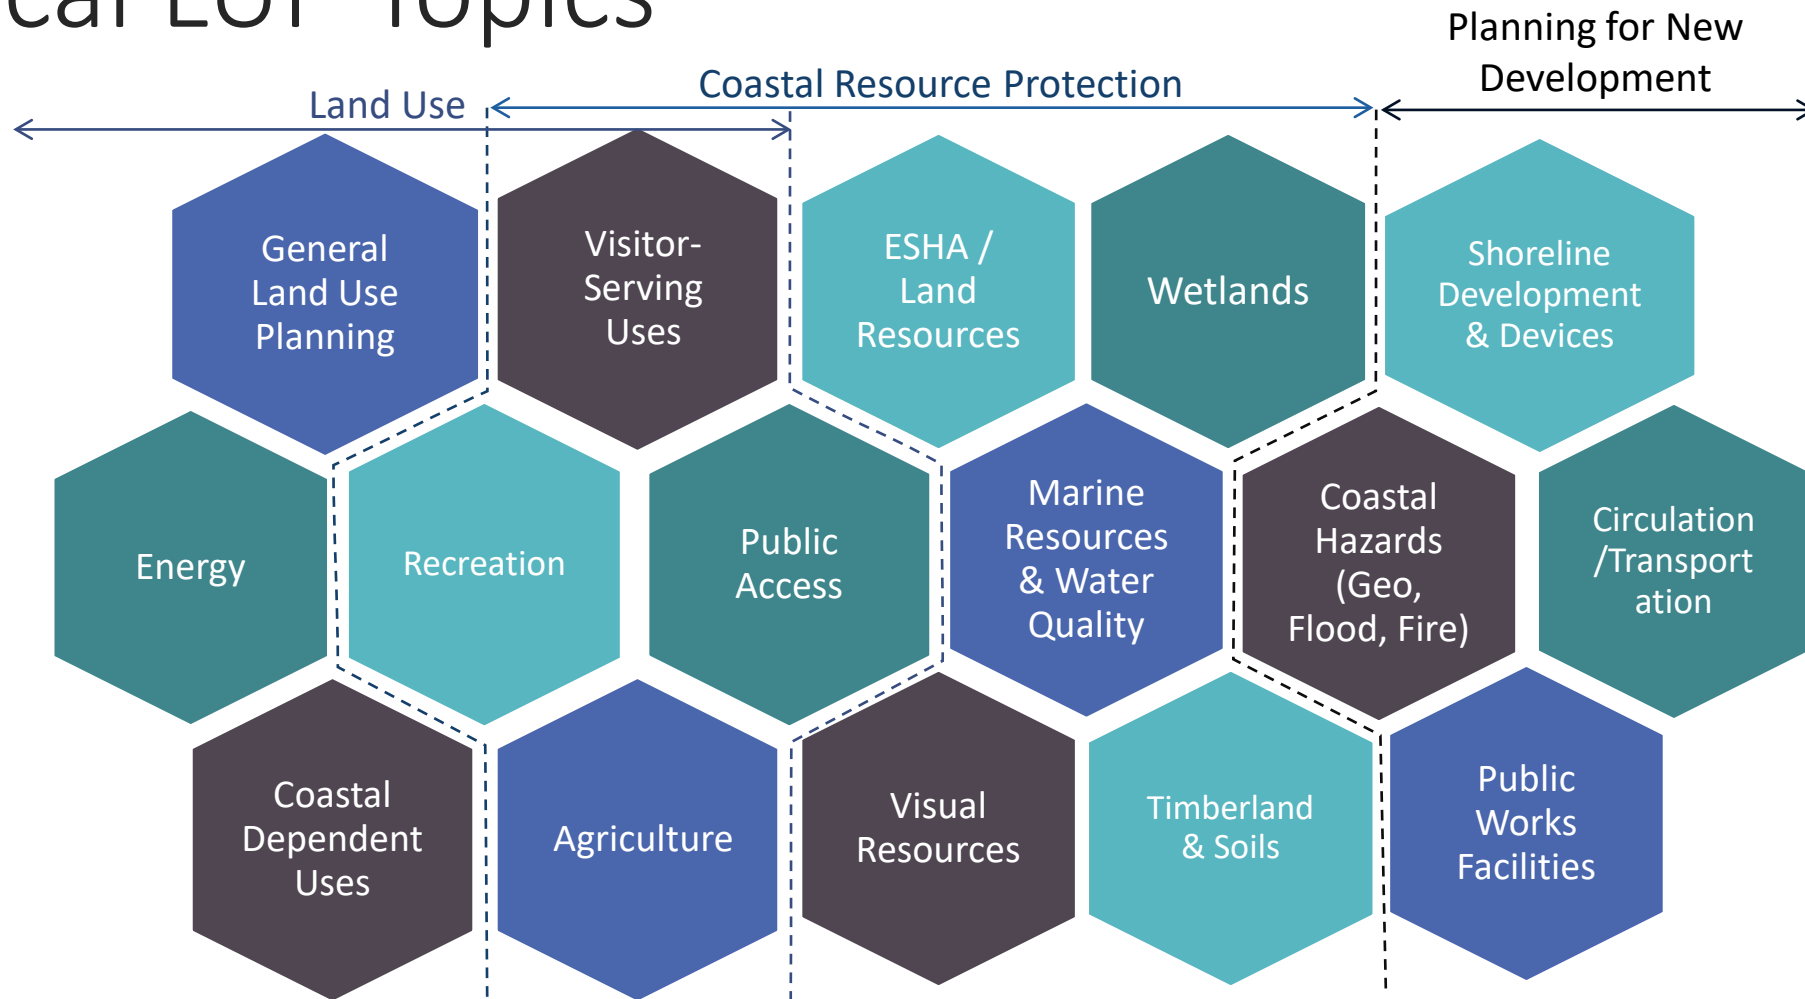 Topics
Planning for New
Development
Coastal Resource Protection
Land Use
General
Land Use
Planning
Visitor-
Serving
Uses
ESHA /
Land
Resources
Wetlands
Shoreline
Development
& Devices
Energy
Recreation
Public
Access
Marine
Resources
& Water
Quality
Coastal
Hazards
(Geo,
Flood, Fire)
Circulation
/Transport
ation
Coastal
Dependent
Uses
Agriculture
Visual
Resources
Timberland
& Soils
Public
Works
Facilities